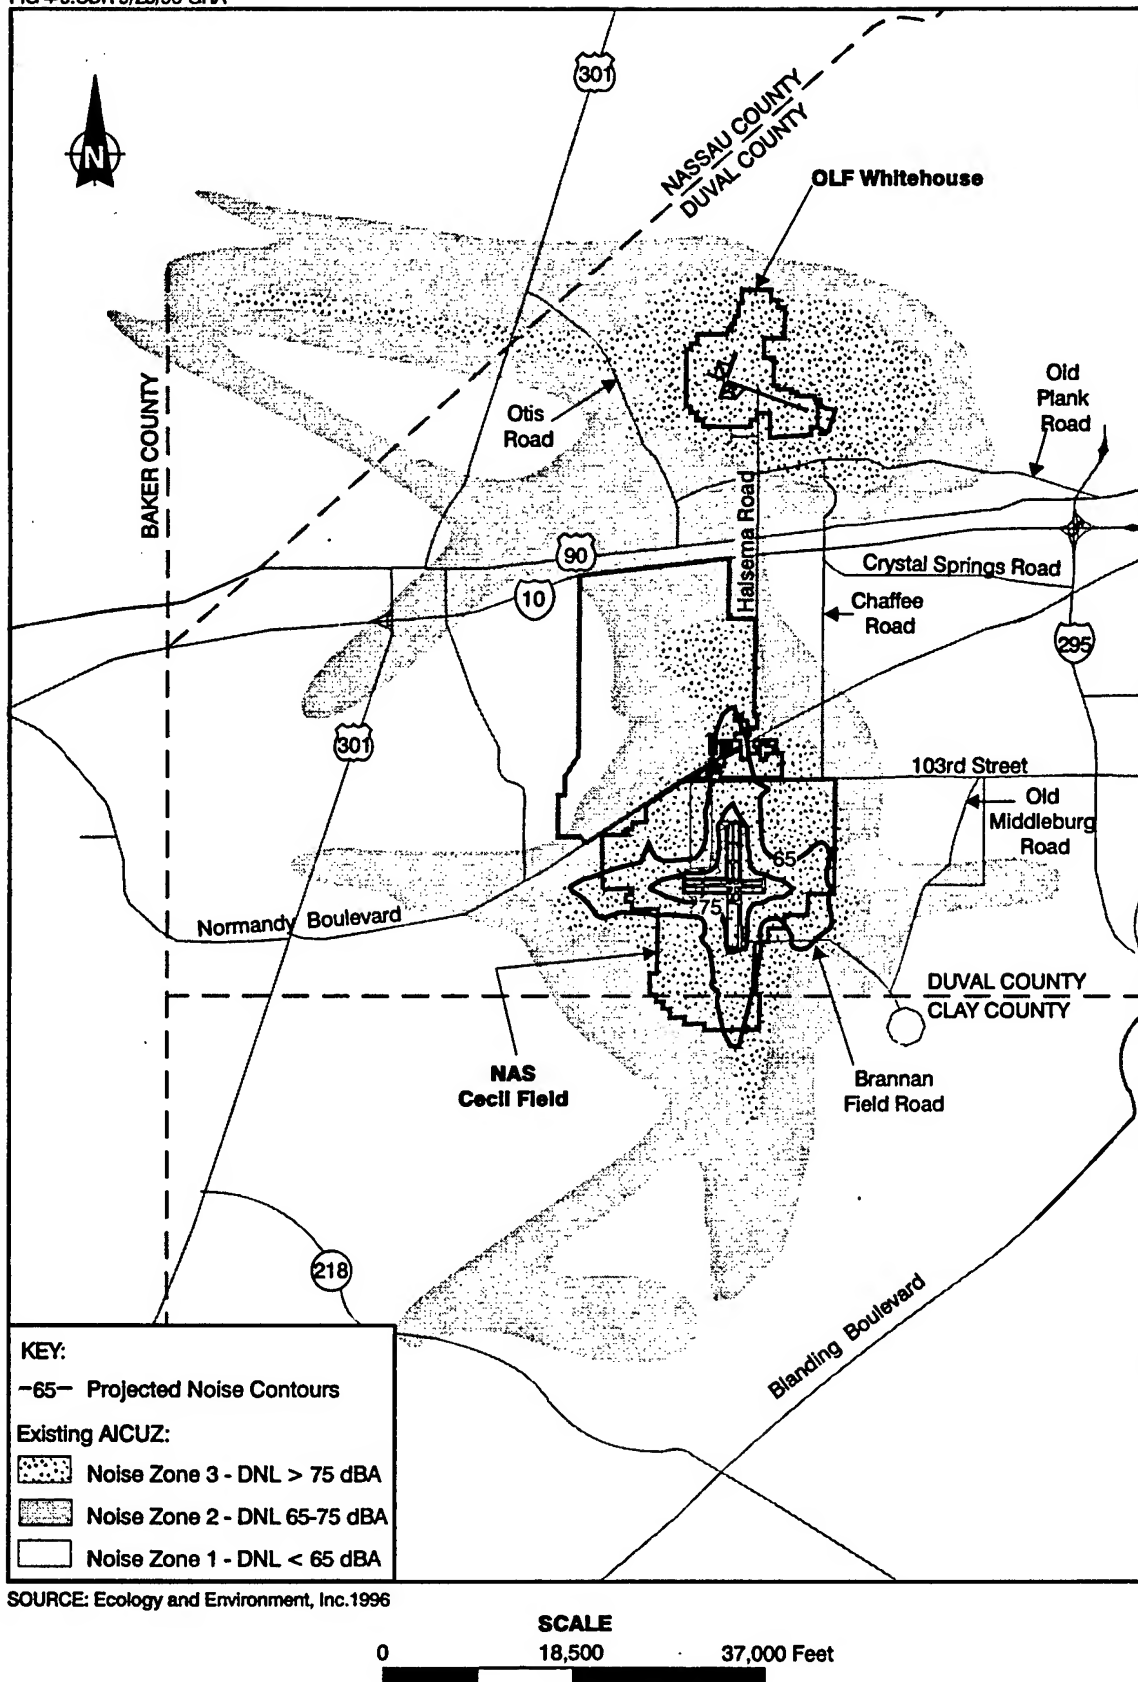 301
N
NASSAU COUNTY
DUVAL COUNTY
OLF Whitehouse
BAKER COUNTY
Otis
Road
Old
Plank
Road
Halsema Road
90
10
Crystal Springs Road
Chaffee
Road
295
301
103rd Street
Old
Middleburg
Road
65
75
Normandy Boulevard
DUVAL COUNTY
CLAY COUNTY
NAS
Cecil Field
Brannan
Field Road
218
Blanding Boulevard
KEY:
-65- Projected Noise Contours
Existing AICUZ:
Noise Zone 3 - DNL > 75 dBA
Noise Zone 2 - DNL 65-75 dBA
Noise Zone 1 - DNL < 65 dBA
SOURCE: Ecology and Environment, Inc.1996
SCALE
0 18,500 37,000 Feet